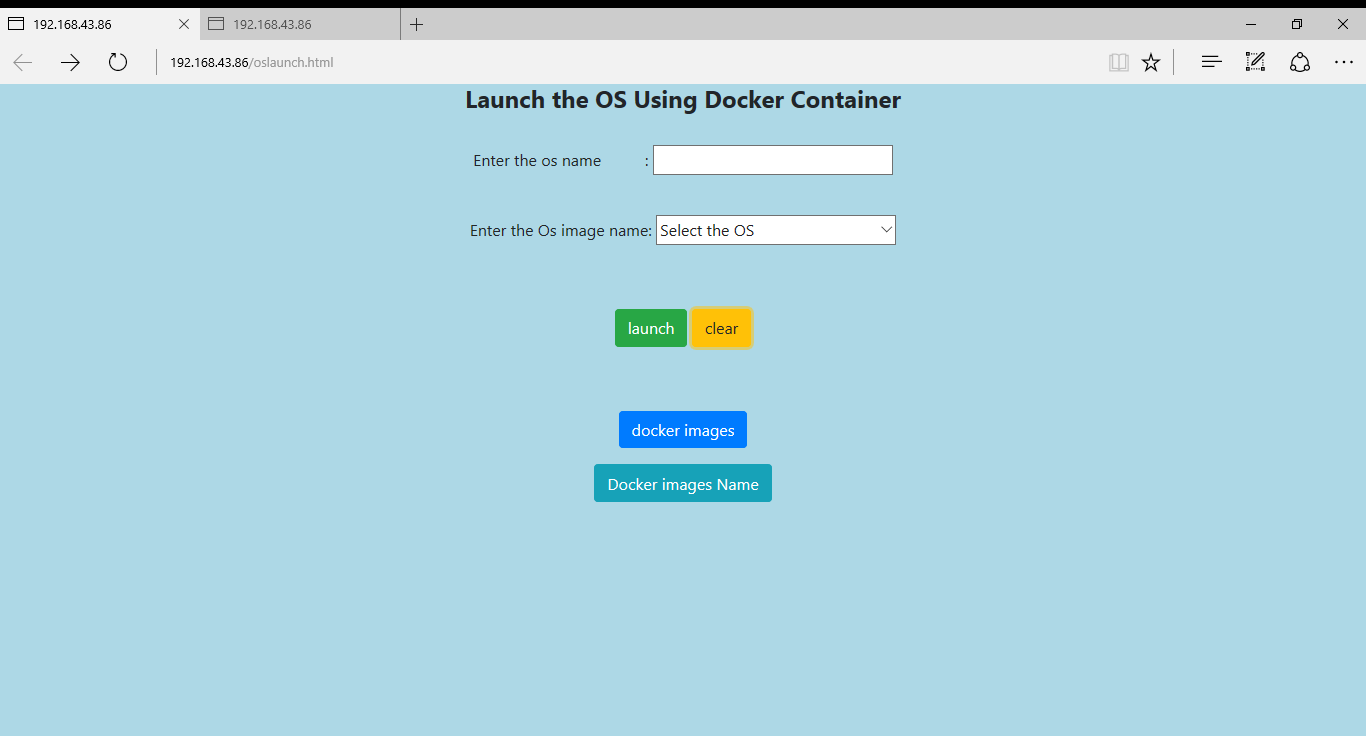 192.168.43.86
192.168.43.86
192.168.43.86/oslaunch.html
Launch the OS Using Docker Container
Enter the os name :
Enter the Os image name: Select the OS
launch clear
docker images
Docker images Name